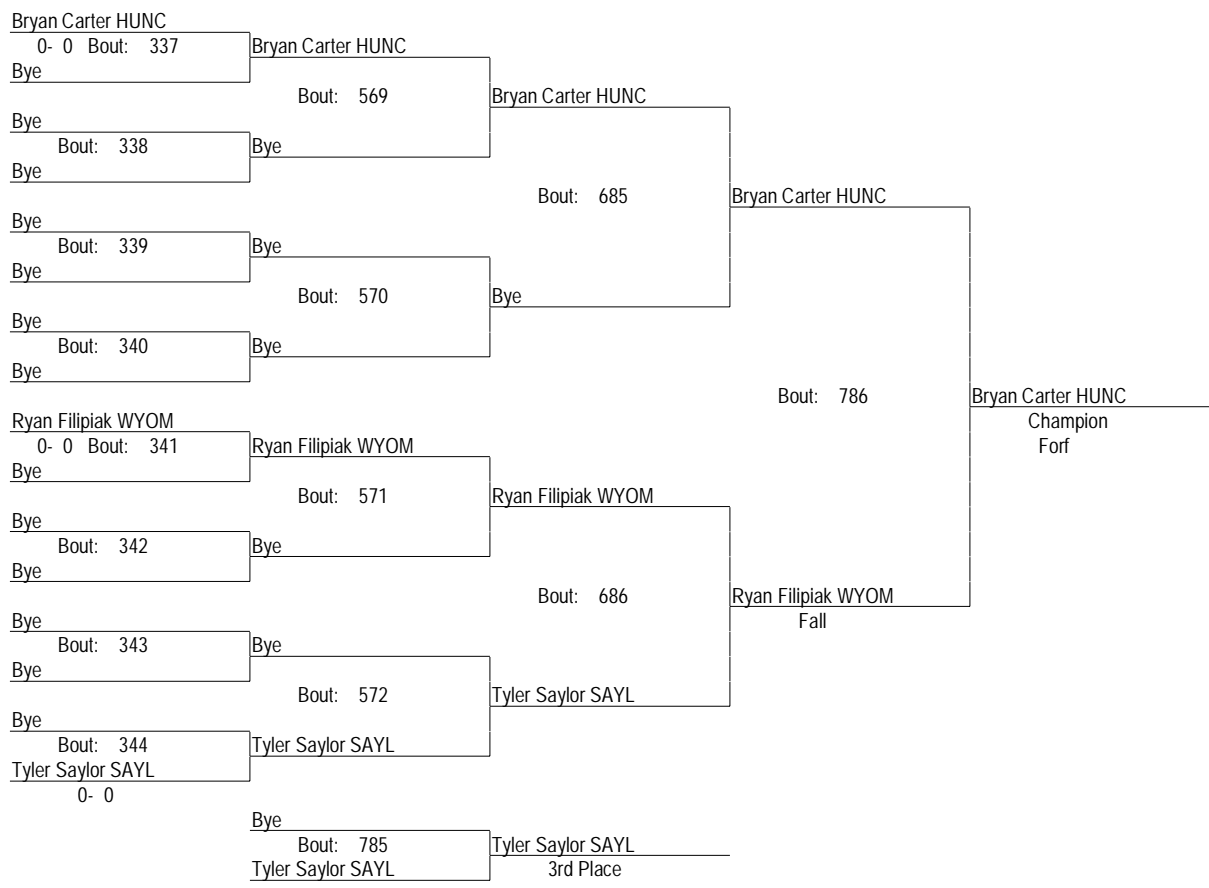 Bryan Carter HUNC
0- 0 Bout: 337 Bryan Carter HUNC
Bye
Bout: 569 Bryan Carter HUNC
Bye
Bout: 338 Bye
Bye
Bout: 685 Bryan Carter HUNC
Bye
Bout: 339 Bye
Bye
Bout: 570 Bye
Bye
Bout: 340 Bye
Bye
Bout: 786 Bryan Carter HUNC
Ryan Filipiak WYOM Champion
0- 0 Bout: 341 Ryan Filipiak WYOM Forf
Bye
Bout: 571 Ryan Filipiak WYOM
Bye
Bout: 342 Bye
Bye
Bout: 686 Ryan Filipiak WYOM
Bye Fall
Bout: 343 Bye
Bye
Bout: 572 Tyler Saylor SAYL
Bye
Bout: 344 Tyler Saylor SAYL
Tyler Saylor SAYL
0- 0
Bye
Bout: 785 Tyler Saylor SAYL
Tyler Saylor SAYL 3rd Place